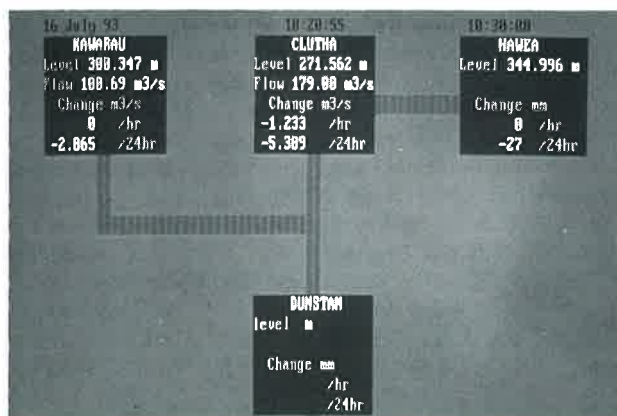 16 July 93 10:20:55 10:30:00
KAWARAU
Level 300.347 m
Flow 100.69 m3/s
Change m3/s
0 /hr
-2.065 /24hr
CLUTHA
Level 271.562 m
Flow 179.00 m3/s
Change m3/s
-1.233 /hr
-5.309 /24hr
HAWEA
Level 344.996 m
Change mm
0 /hr
-27 /24hr
DUNSTAN
level m
Change mm
/hr
/24hr